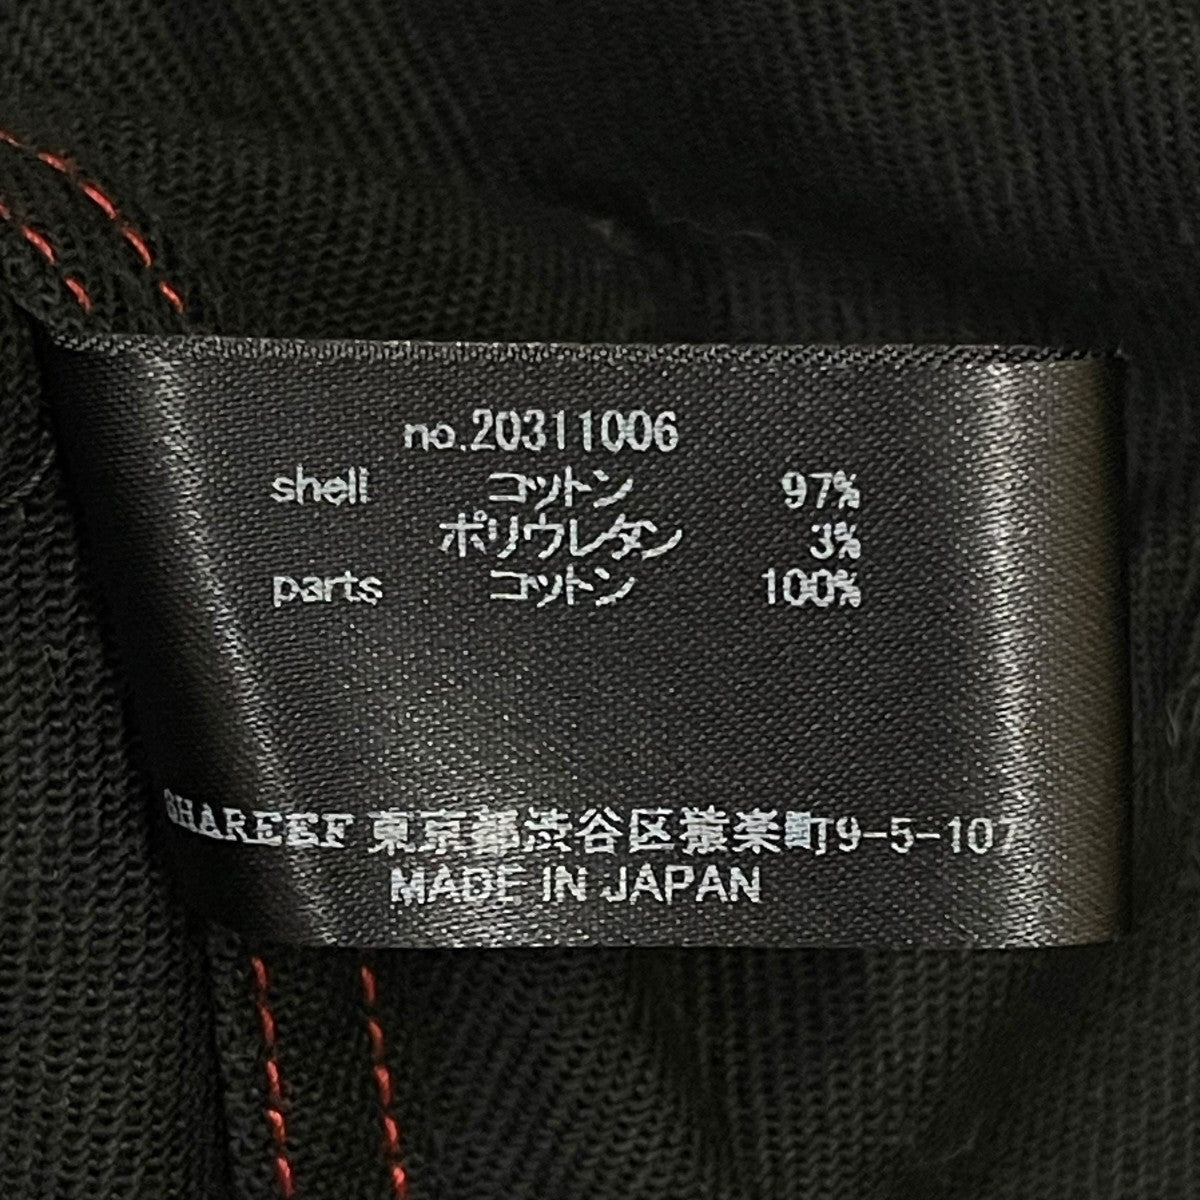 no.20311006
shell コットン 97%
ポリウレタン 3%
parts コットン 100%
SHAREEF 東京都渋谷区猿楽町9-5-107
MADE IN JAPAN